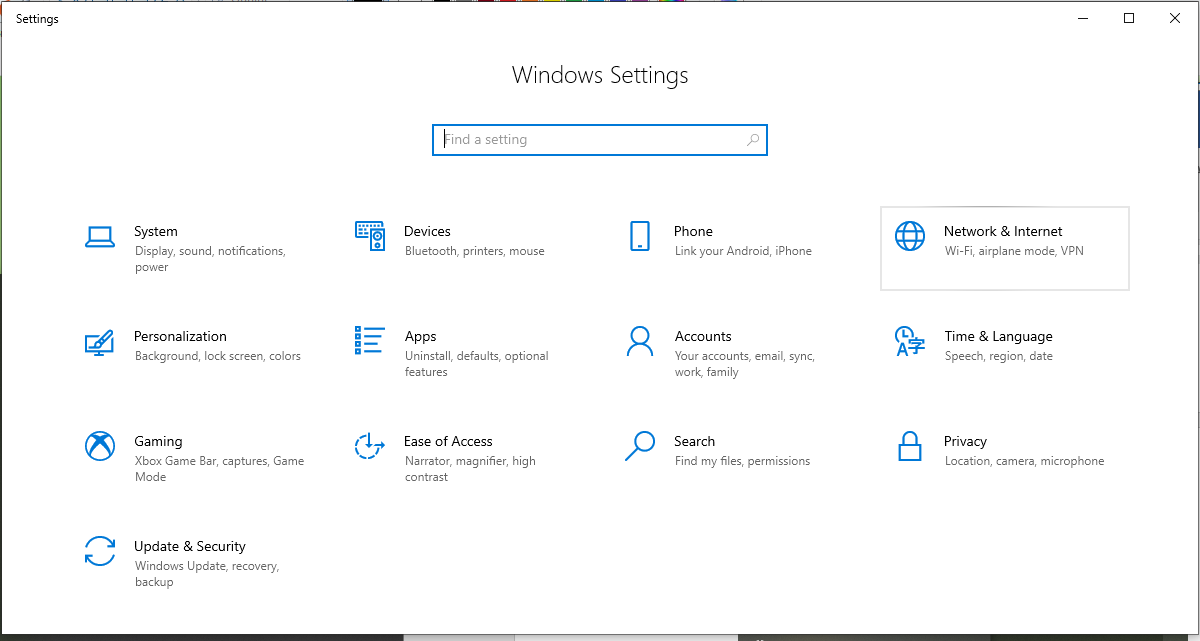 Settings
Windows Settings
Find a setting
System
Display, sound, notifications,
power
Devices
Bluetooth, printers, mouse
Phone
Link your Android, iPhone
Network & Internet
Wi-Fi, airplane mode, VPN
Personalization
Background, lock screen, colors
Apps
Uninstall, defaults, optional
features
Accounts
Your accounts, email, sync,
work, family
Time & Language
Speech, region, date
Gaming
Xbox Game Bar, captures, Game
Mode
Ease of Access
Narrator, magnifier, high
contrast
Search
Find my files, permissions
Privacy
Location, camera, microphone
Update & Security
Windows Update, recovery,
backup